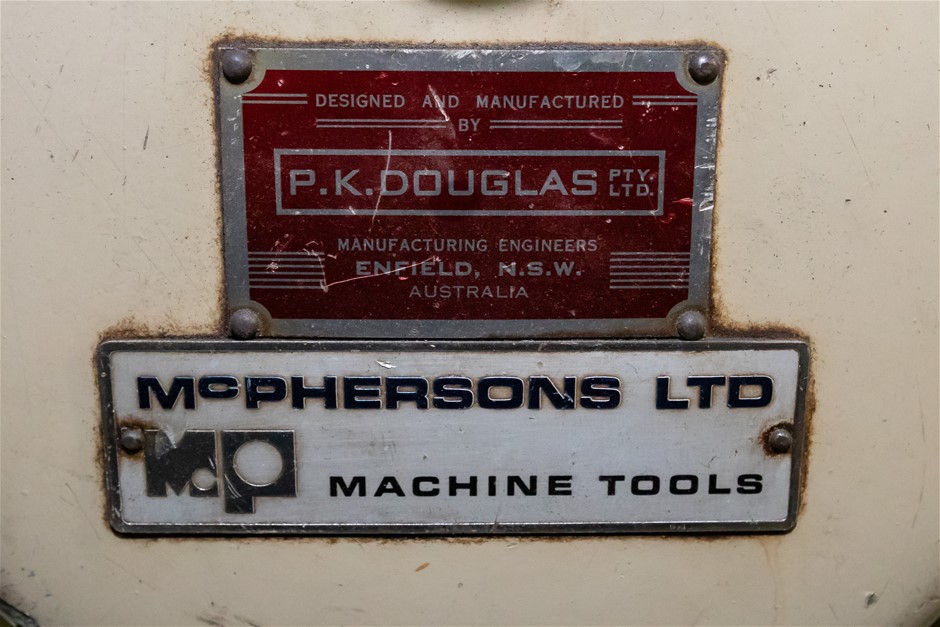 DESIGNED AND MANUFACTURED
BY
P.K.DOUGLAS PTY. LTD.
MANUFACTURING ENGINEERS
ENFIELD, N.S.W.
AUSTRALIA
McPHERSONS LTD
McP MACHINE TOOLS